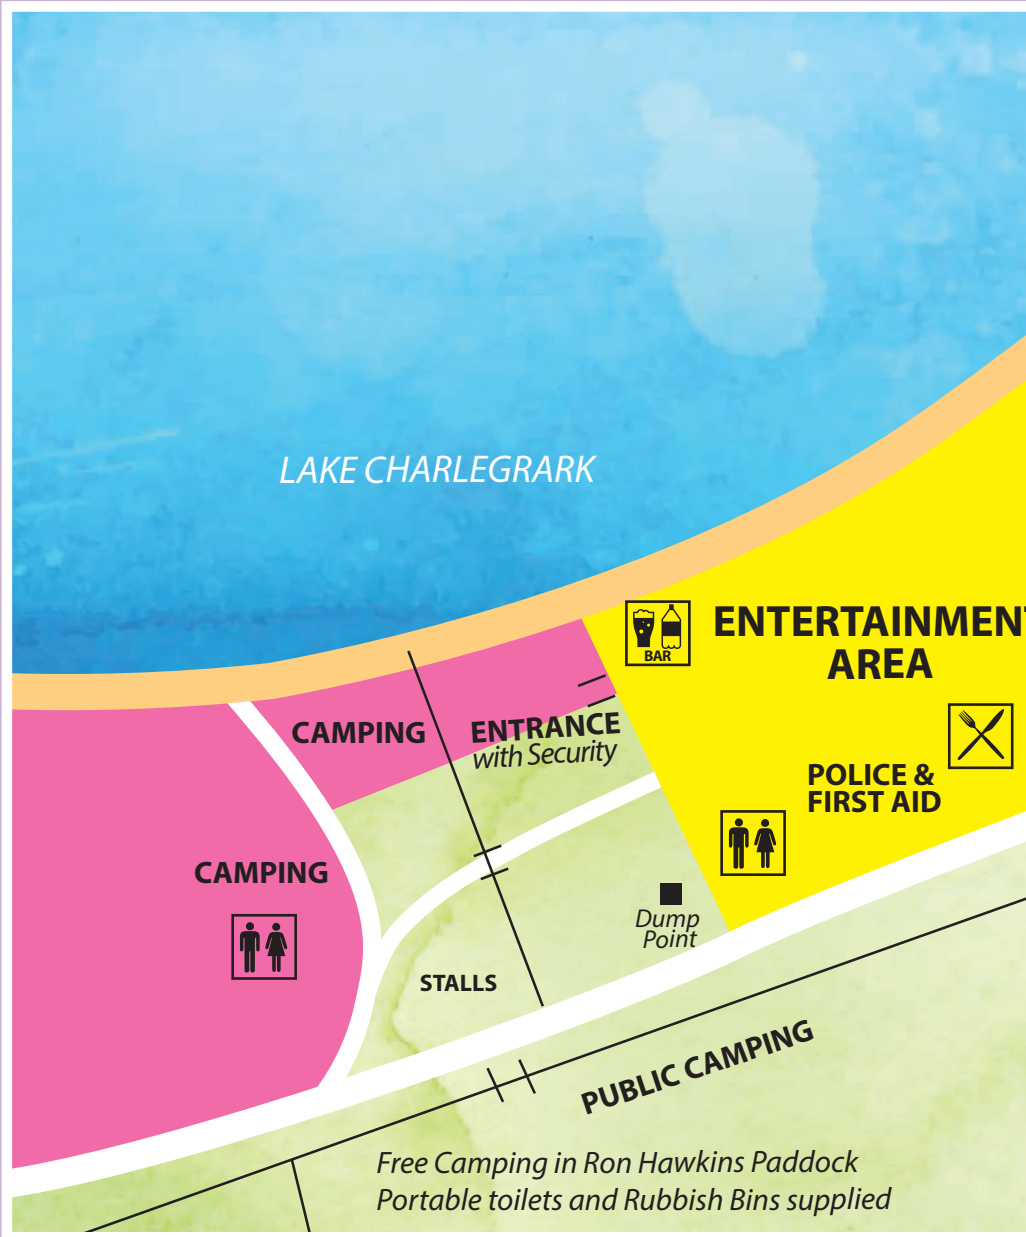 LAKE CHARLEGRARK
BAR
ENTERTAINMENT
AREA
CAMPING
ENTRANCE
with Security
POLICE &
FIRST AID
CAMPING
Dump
Point
STALLS
PUBLIC CAMPING
Free Camping in Ron Hawkins Paddock
Portable toilets and Rubbish Bins supplied